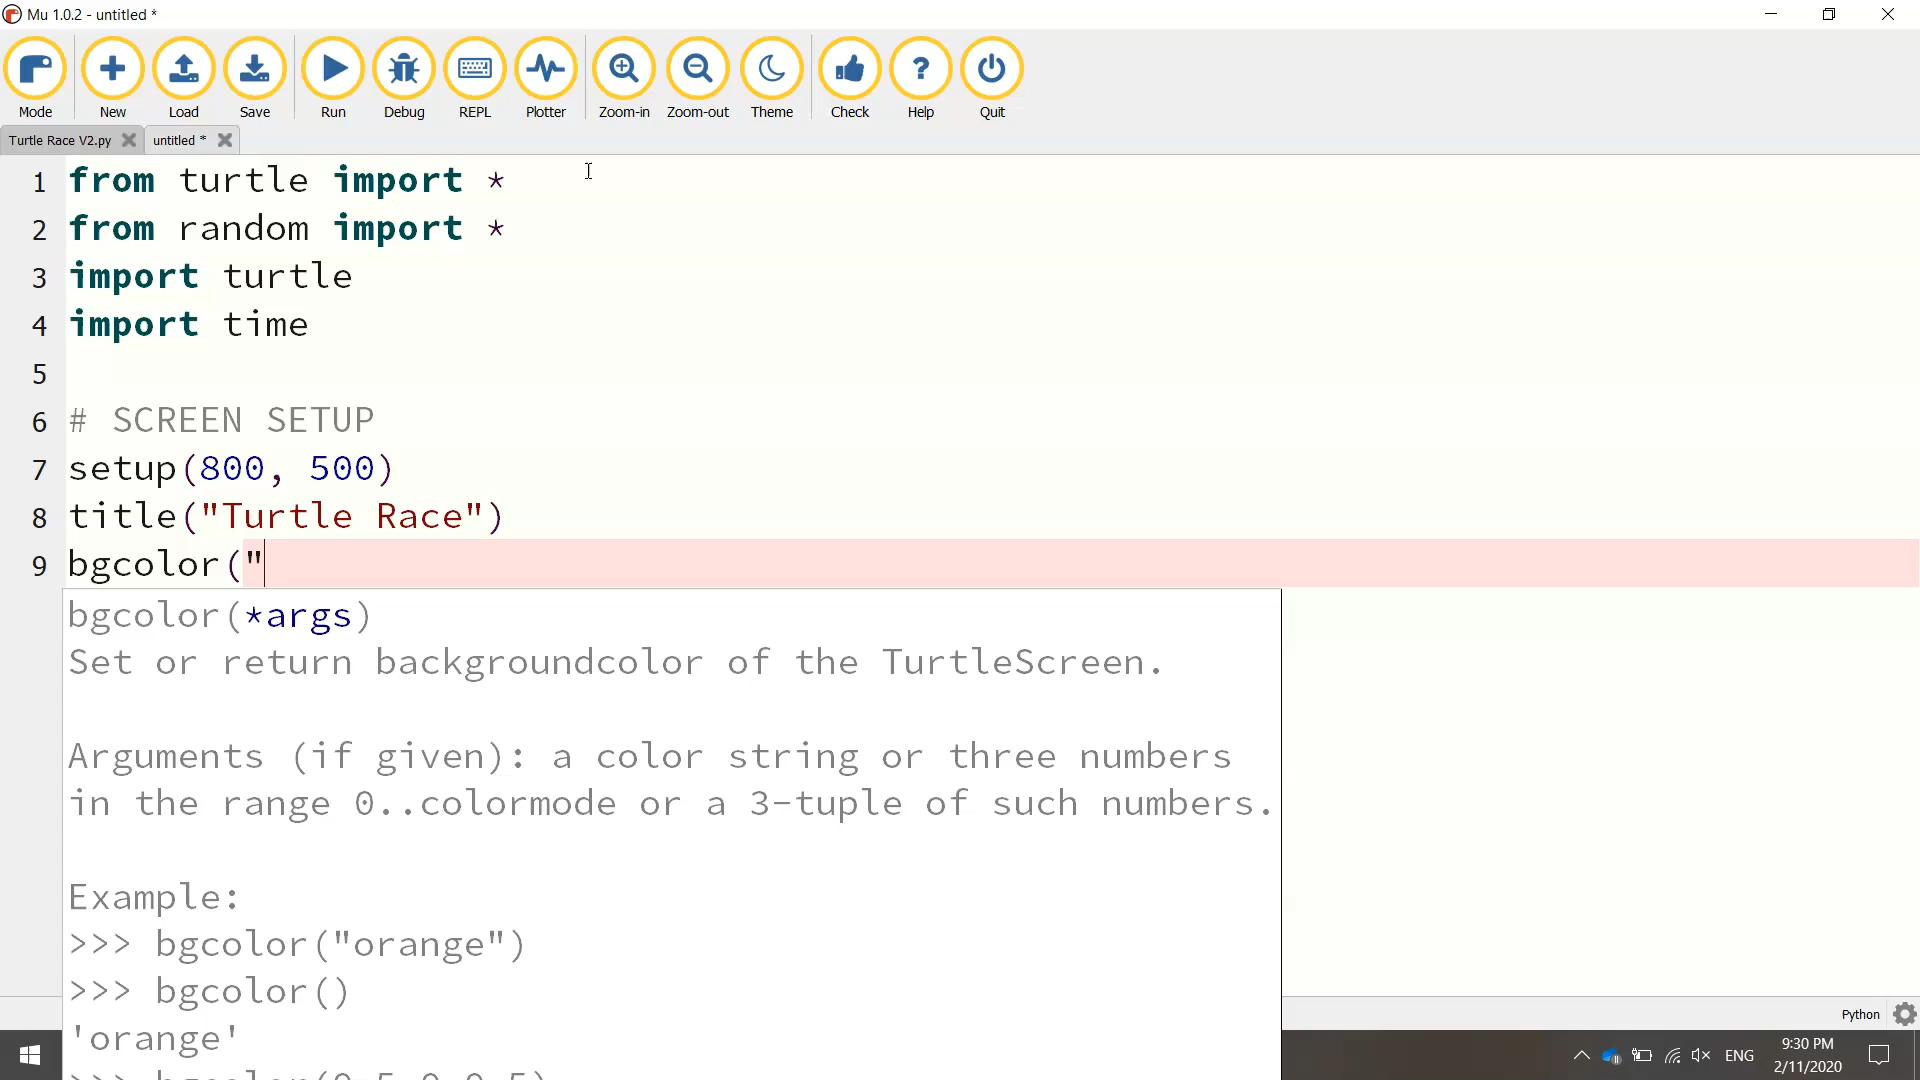 Mu 1.0.2 - untitled *
Mode New Load Save Run Debug REPL Plotter Zoom-in Zoom-out Theme Check Help Quit
Turtle Race V2.py untitled *
1 from turtle import *
2 from random import *
3 import turtle
4 import time
5
6 # SCREEN SETUP
7 setup(800, 500)
8 title("Turtle Race")
9 bgcolor("
bgcolor(*args)
Set or return backgroundcolor of the TurtleScreen.
Arguments (if given): a color string or three numbers
in the range 0..colormode or a 3-tuple of such numbers.
Example:
>>> bgcolor("orange")
>>> bgcolor()
'orange'
Python
ENG
9:30 PM
2/11/2020